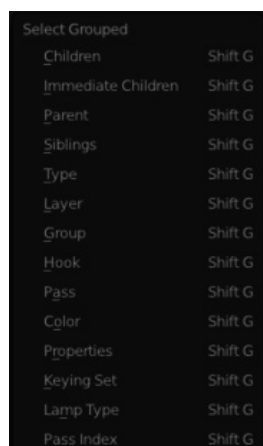 Select Grouped
Children Shift G
Immediate Children Shift G
Parent Shift G
Siblings Shift G
Type Shift G
Layer Shift G
Group Shift G
Hook Shift G
Pass Shift G
Color Shift G
Properties Shift G
Keying Set Shift G
Lamp Type Shift G
Pass Index Shift G